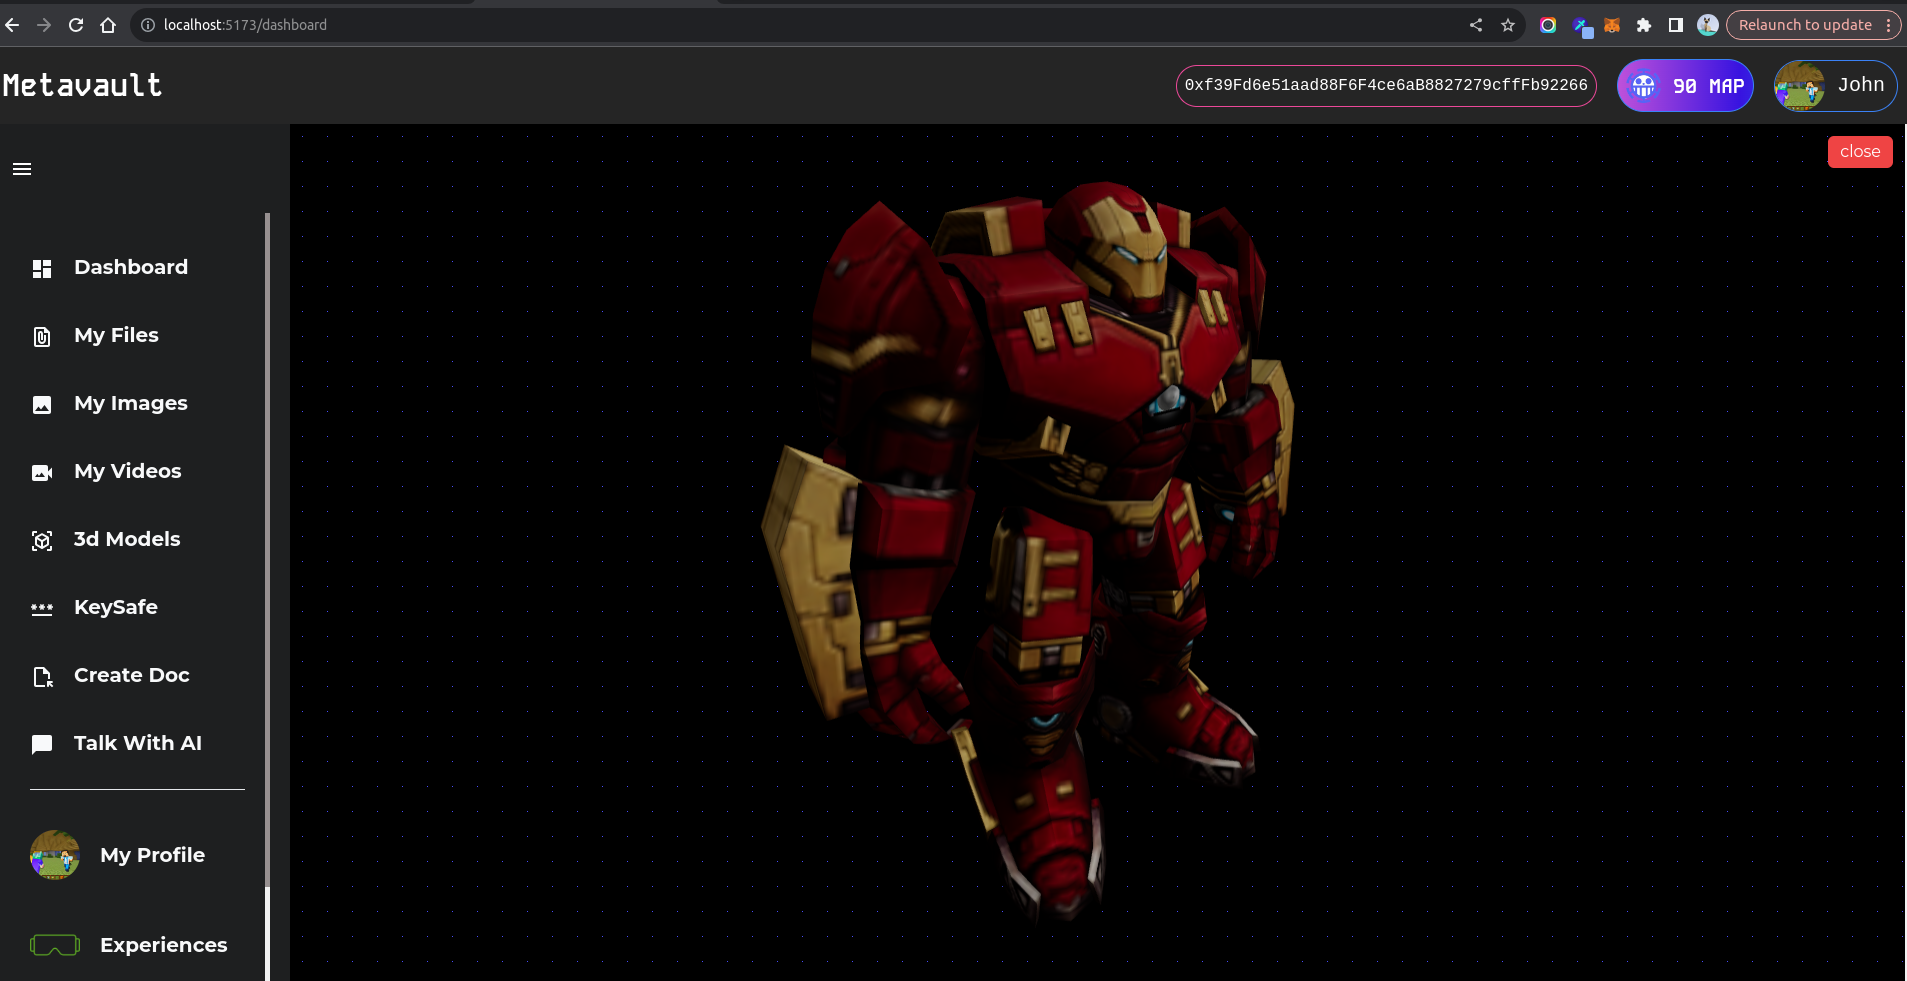 localhost:5173/dashboard
Relaunch to update
Metavault
0xf39Fd6e51aad88F6F4ce6aB8827279cffFb92266
90 MAP
John
close
Dashboard
My Files
My Images
My Videos
3d Models
KeySafe
Create Doc
Talk With AI
My Profile
Experiences